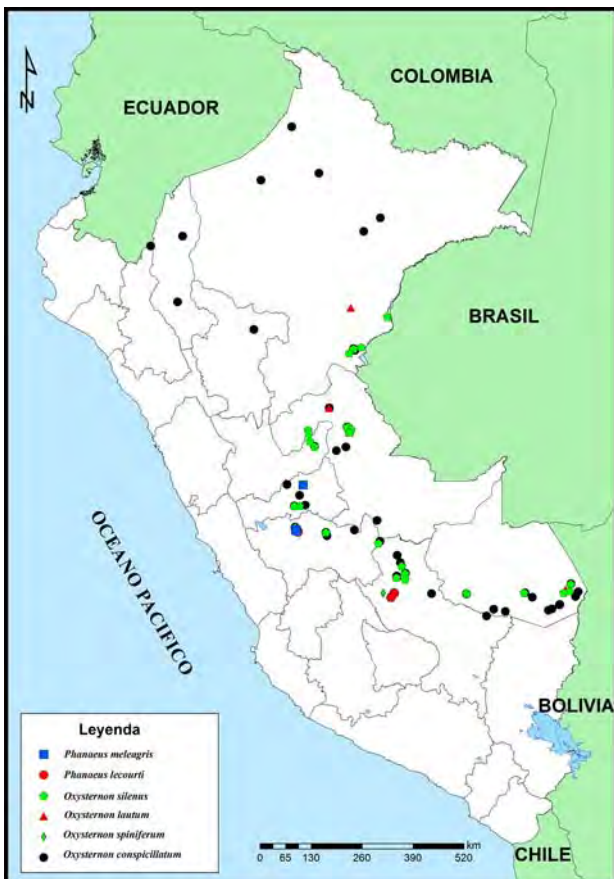 N
COLOMBIA
ECUADOR
BRASIL
OCEANO PACIFICO
BOLIVIA
CHILE
Leyenda
Phanaeus meleagris
Phanaeus lecourti
Oxysternon silenus
Oxysternon lautum
Oxysternon spiniferum
Oxysternon conspicillatum
km
0 65 130 260 390 520